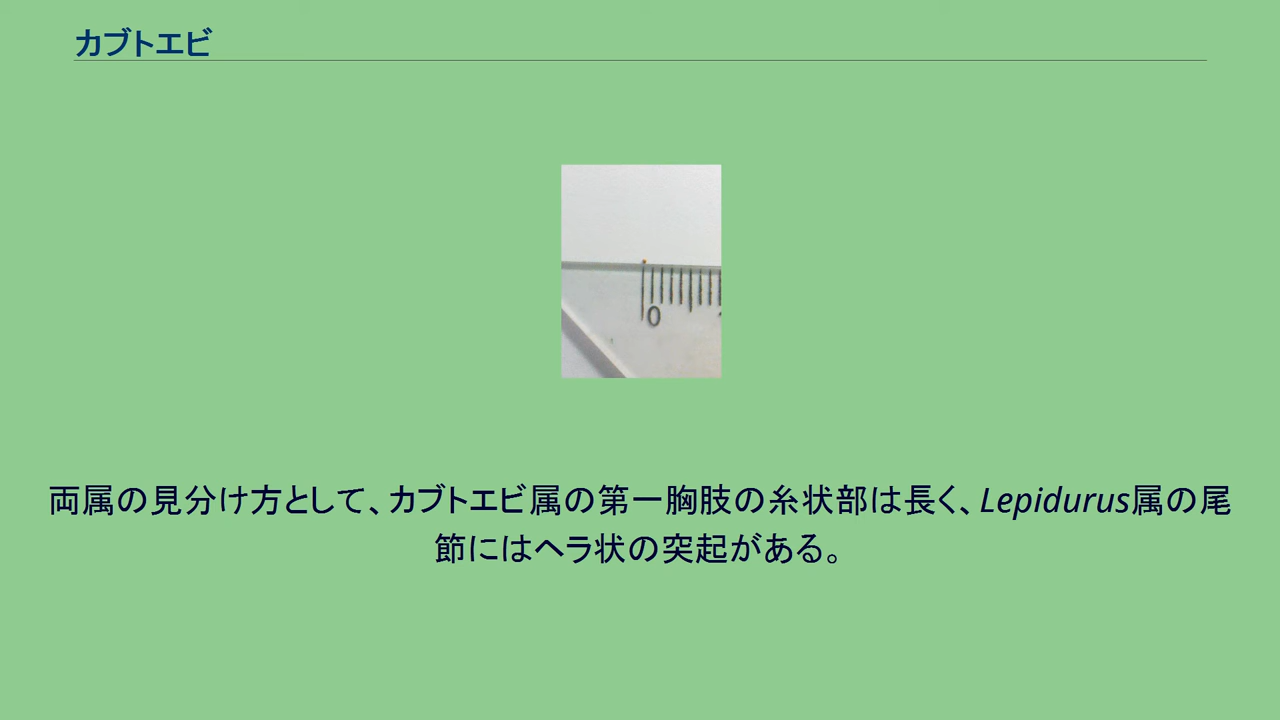 カブトエビ
0
両属の見分け方として、カブトエビ属の第一胸肢の糸状部は長く、Lepidurus属の尾
節にはヘラ状の突起がある。